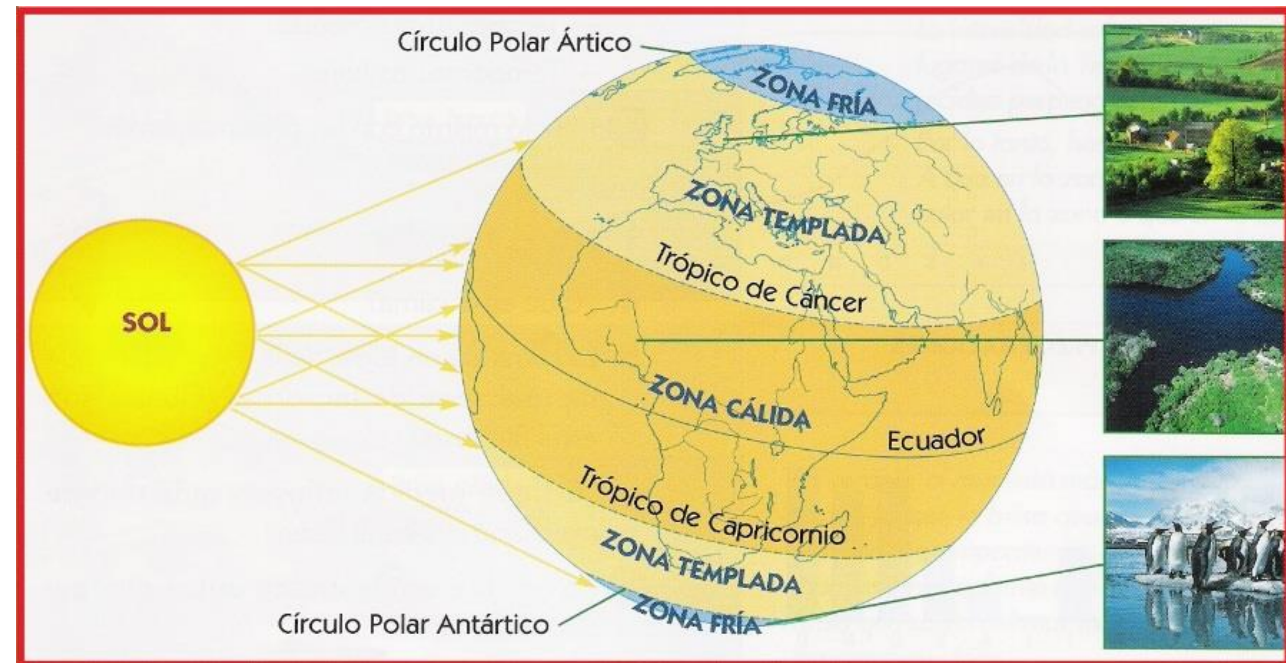 Círculo Polar Ártico
ZONA FRÍA
ZONA TEMPLADA
Trópico de Cáncer
SOL
ZONA CÁLIDA
Ecuador
Trópico de Capricornio
ZONA TEMPLADA
ZONA FRÍA
Círculo Polar Antártico